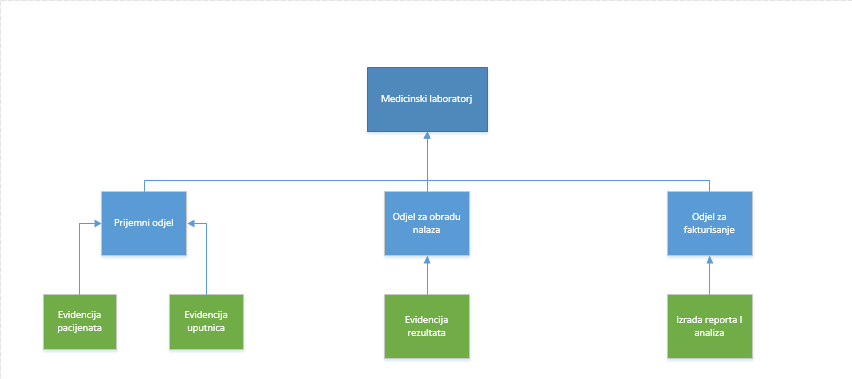 Medicinski laboratorj
Prijemni odjel
Odjel za obradu
nalaza
Odjel za
fakturisanje
Evidencija
pacijenata
Evidencija
uputnica
Evidencija
rezultata
Izrada reporta I
analiza